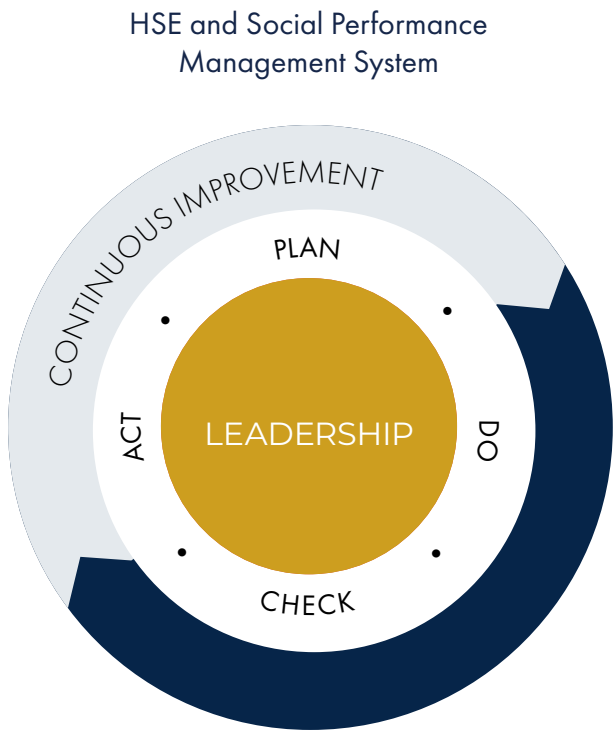 HSE and Social Performance
Management System
CONTINUOUS IMPROVEMENT
PLAN
DO
CHECK
ACT
LEADERSHIP